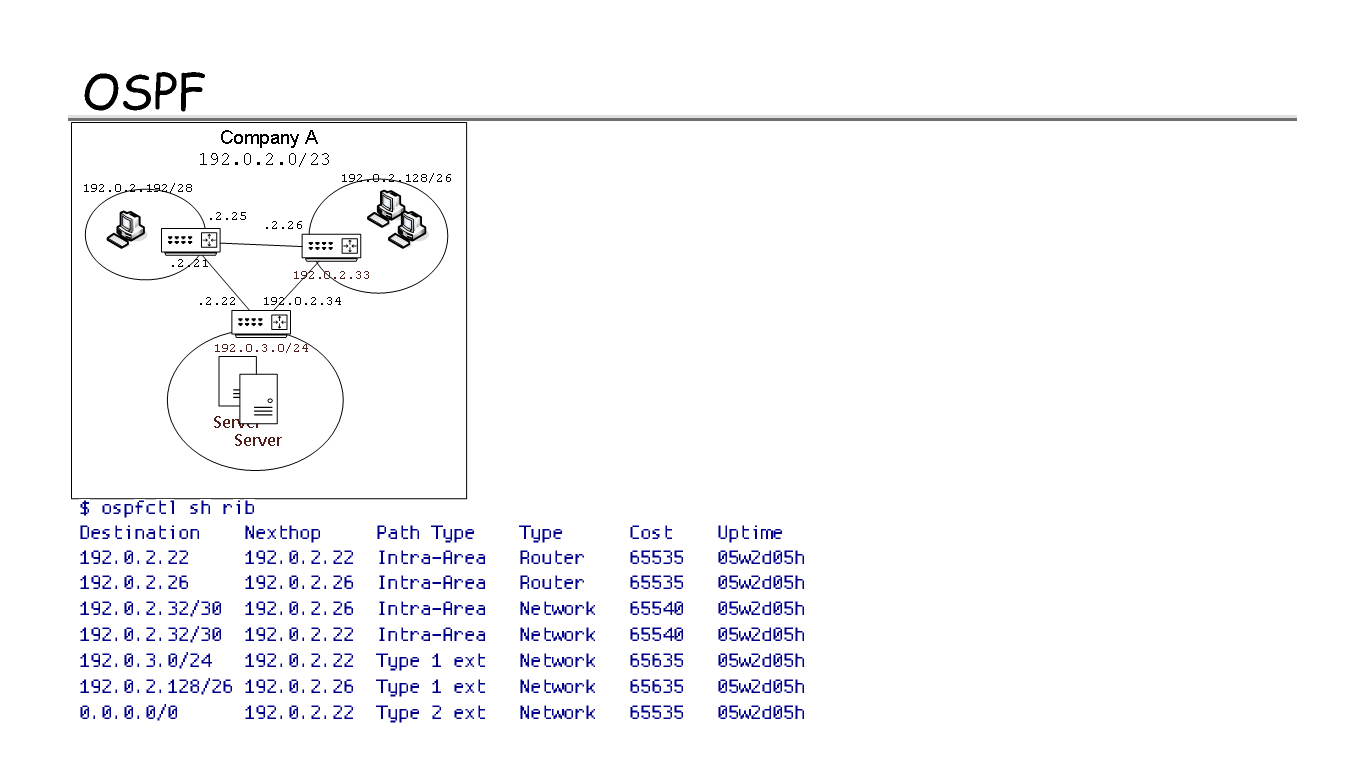 OSPF
Company A
192.0.2.0/23
192.0.2.192/28
192.0.2.128/26
.2.25
.2.26
.2.21
192.0.2.33
.2.22
192.0.2.34
192.0.3.0/24
Server
Server
$ ospfctl sh rib
Destination Nexthop Path Type Type Cost Uptime
192.0.2.22 192.0.2.22 Intra-Area Router 65535 05w2d05h
192.0.2.26 192.0.2.26 Intra-Area Router 65535 05w2d05h
192.0.2.32/30 192.0.2.26 Intra-Area Network 65540 05w2d05h
192.0.2.32/30 192.0.2.22 Intra-Area Network 65540 05w2d05h
192.0.3.0/24 192.0.2.22 Type 1 ext Network 65635 05w2d05h
192.0.2.128/26 192.0.2.26 Type 1 ext Network 65635 05w2d05h
0.0.0.0/0 192.0.2.22 Type 2 ext Network 65535 05w2d05h